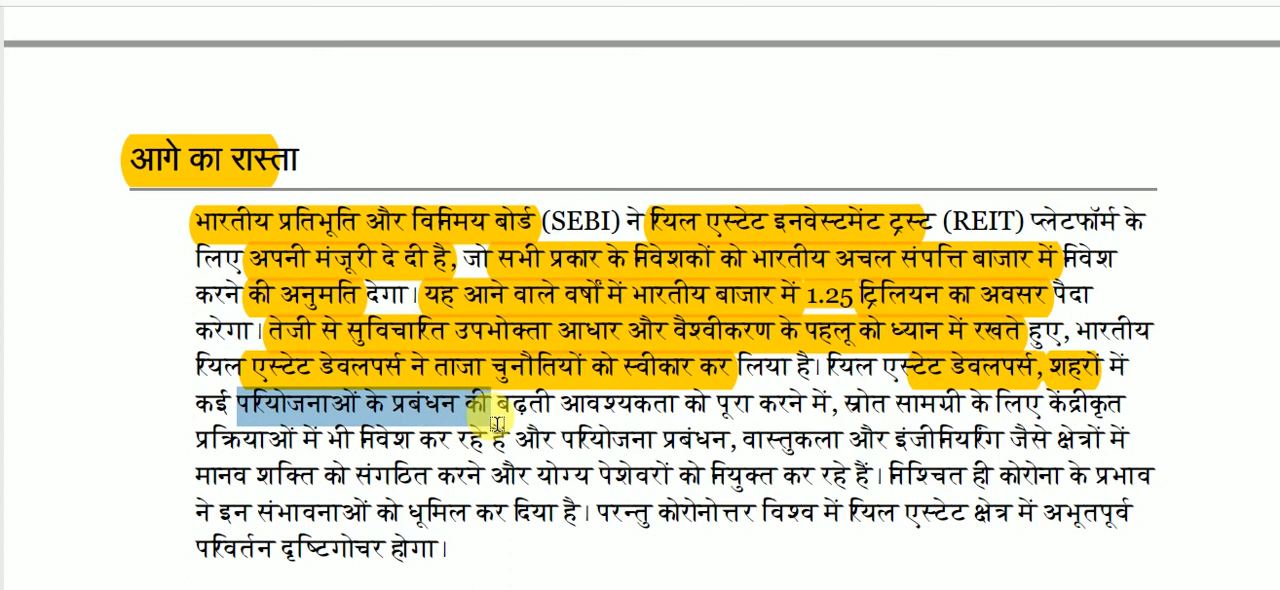 आगे का रास्ता
भारतीय प्रतिभूति और विनिमय बोर्ड (SEBI) ने रियल एस्टेट इनवेस्टमेंट ट्रस्ट (REIT) प्लेटफॉर्म के
लिए अपनी मंजूरी दे दी है, जो सभी प्रकार के निवेशकों को भारतीय अचल संपत्ति बाजार में निवेश
करने की अनुमति देगा। यह आने वाले वर्षों में भारतीय बाजार में 1.25 ट्रिलियन का अवसर पैदा
करेगा। तेजी से सुविचारित उपभोक्ता आधार और वैश्वीकरण के पहलू को ध्यान में रखते हुए, भारतीय
रियल एस्टेट डेवलपर्स ने ताजा चुनौतियों को स्वीकार कर लिया है। रियल एस्टेट डेवलपर्स, शहरों में
कई परियोजनाओं के प्रबंधन की बढ़ती आवश्यकता को पूरा करने में, स्रोत सामग्री के लिए केंद्रीकृत
प्रक्रियाओं में भी निवेश कर रहे हैं और परियोजना प्रबंधन, वास्तुकला और इंजीनियरिंग जैसे क्षेत्रों में
मानव शक्ति को संगठित करने और योग्य पेशेवरों को नियुक्त कर रहे हैं। निश्चित ही कोरोना के प्रभाव
ने इन संभावनाओं को धूमिल कर दिया है। परन्तु कोरोनोत्तर विश्व में रियल एस्टेट क्षेत्र में अभूतपूर्व
परिवर्तन दृष्टिगोचर होगा।